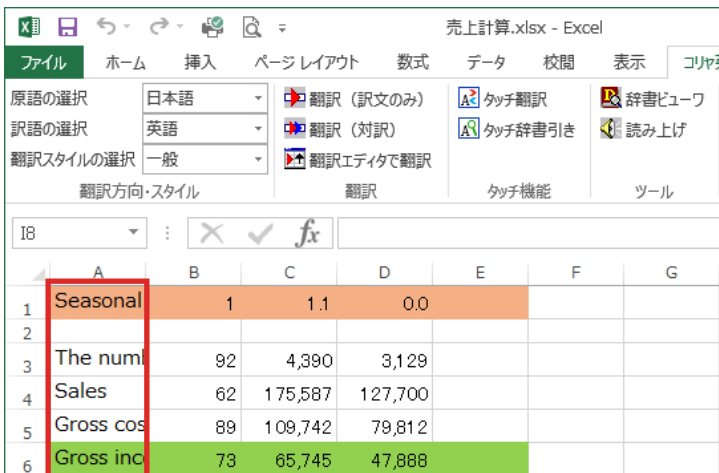 売上計算.xlsx - Excel
ファイル ホーム 挿入 ページ レイアウト 数式 データ 校閲 表示 コリャ
原語の選択 日本語 翻訳（訳文のみ） タッチ翻訳 辞書ビューワ
訳語の選択 英語 翻訳（対訳） タッチ辞書引き 読み上げ
翻訳スタイルの選択 一般 翻訳エディタで翻訳
翻訳方向・スタイル 翻訳 タッチ機能 ツール
I8 fx
A B C D E F G
1 Seasonal 1 1.1 0.0
2
3 The num 92 4,390 3,129
4 Sales 62 175,587 127,700
5 Gross cos 89 109,742 79,812
6 Gross inc 73 65,745 47,888